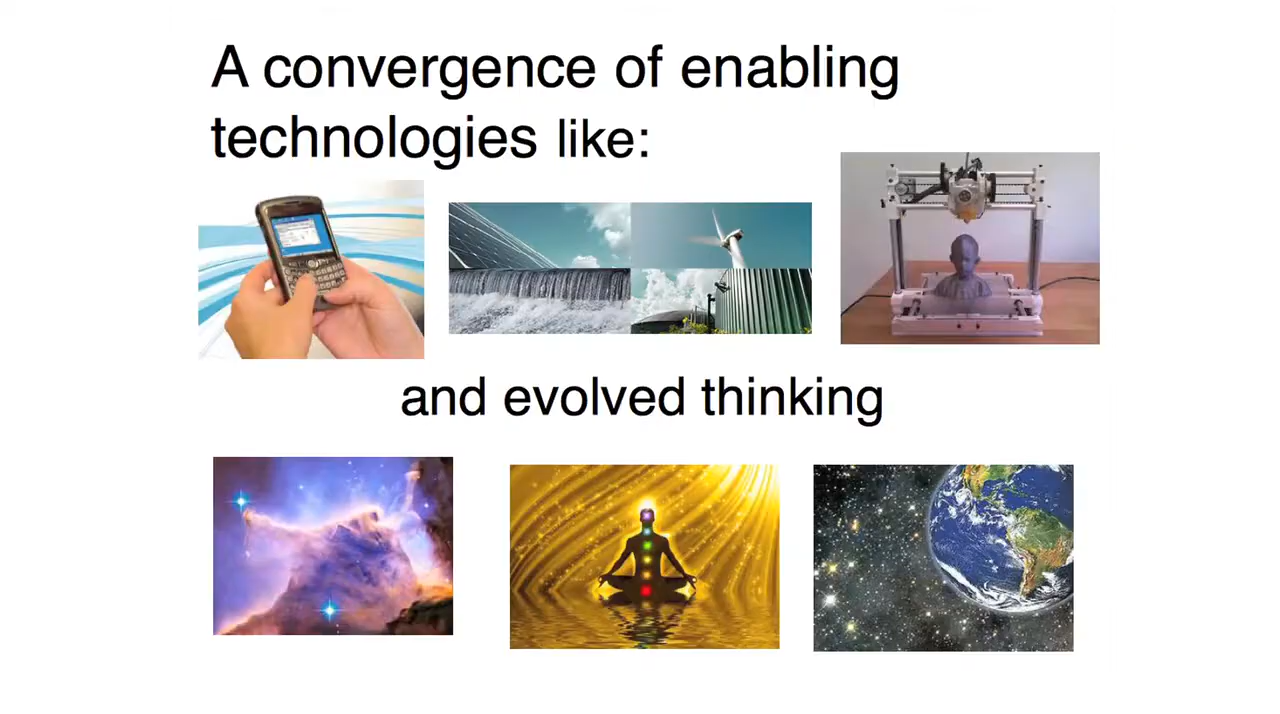 A convergence of enabling
technologies like:
and evolved thinking